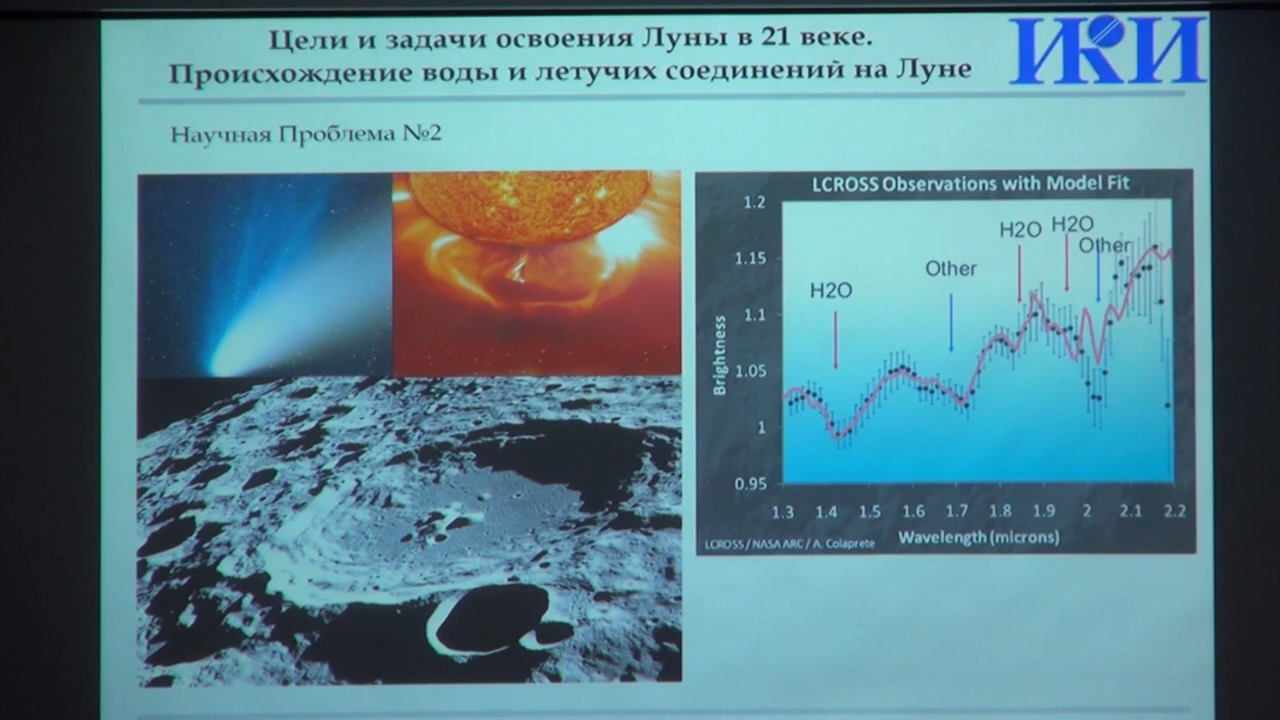 Цели и задачи освоения Луны в 21 веке.
Происхождение воды и летучих соединений на Луне
ИКИ
Научная Проблема №2
LCROSS Observations with Model Fit
1.2
1.15
1.1
1.05
1
0.95
Brightness
H2O
Other
H2O
H2O
Other
1.3 1.4 1.5 1.6 1.7 1.8 1.9 2 2.1 2.2
Wavelength (microns)
LCROSS / NASA ARC / A. Colaprete